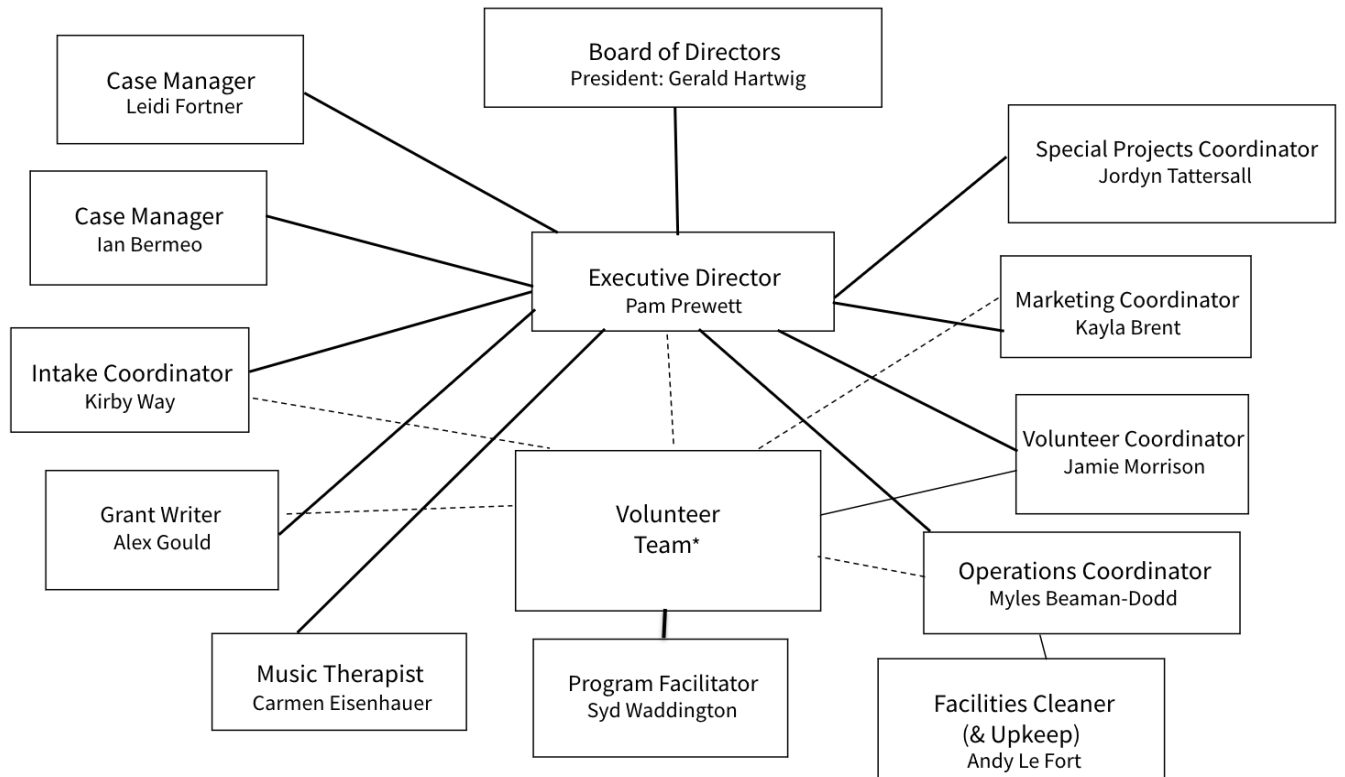 Board of Directors
President: Gerald Hartwig
Case Manager
Leidi Fortner
Special Projects Coordinator
Jordyn Tattersall
Case Manager
Ian Bermeo
Executive Director
Pam Prewett
Marketing Coordinator
Kayla Brent
Intake Coordinator
Kirby Way
Volunteer Coordinator
Jamie Morrison
Grant Writer
Alex Gould
Volunteer
Team*
Operations Coordinator
Myles Beaman-Dodd
Music Therapist
Carmen Eisenhauer
Program Facilitator
Syd Waddington
Facilities Cleaner
(& Upkeep)
Andy Le Fort